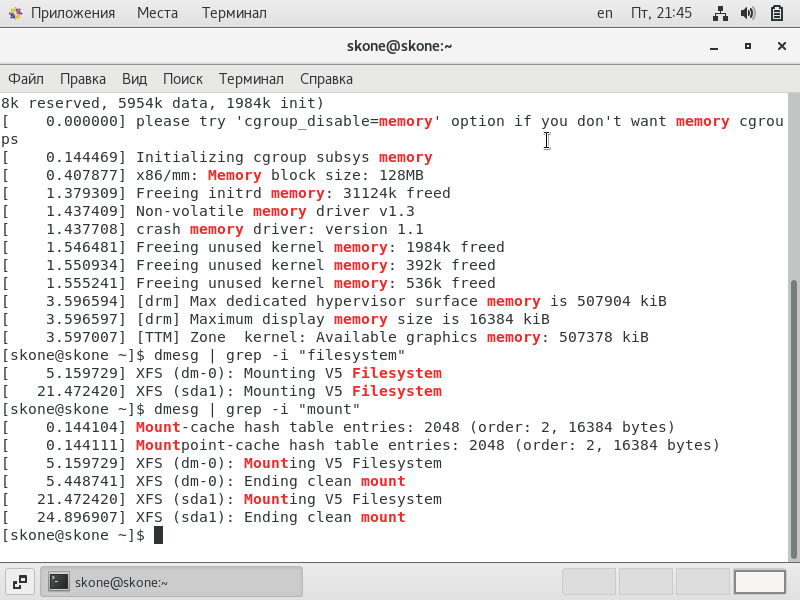 Приложения Места Терминал en Пт, 21:45
skone@skone:~
Файл Правка Вид Поиск Терминал Справка
8k reserved, 5954k data, 1984k init)
[    0.000000] please try 'cgroup_disable=memory' option if you don't want memory cgrou
ps
[    0.144469] Initializing cgroup subsys memory
[    0.407877] x86/mm: Memory block size: 128MB
[    1.379309] Freeing initrd memory: 31124k freed
[    1.437409] Non-volatile memory driver v1.3
[    1.437708] crash memory driver: version 1.1
[    1.546481] Freeing unused kernel memory: 1984k freed
[    1.550934] Freeing unused kernel memory: 392k freed
[    1.555241] Freeing unused kernel memory: 536k freed
[    3.596594] [drm] Max dedicated hypervisor surface memory is 507904 kiB
[    3.596597] [drm] Maximum display memory size is 16384 kiB
[    3.597007] [TTM] Zone  kernel: Available graphics memory: 507378 kiB
[skone@skone ~]$ dmesg | grep -i "filesystem"
[    5.159729] XFS (dm-0): Mounting V5 Filesystem
[   21.472420] XFS (sda1): Mounting V5 Filesystem
[skone@skone ~]$ dmesg | grep -i "mount"
[    0.144104] Mount-cache hash table entries: 2048 (order: 2, 16384 bytes)
[    0.144111] Mountpoint-cache hash table entries: 2048 (order: 2, 16384 bytes)
[    5.159729] XFS (dm-0): Mounting V5 Filesystem
[    5.448741] XFS (dm-0): Ending clean mount
[   21.472420] XFS (sda1): Mounting V5 Filesystem
[   24.896907] XFS (sda1): Ending clean mount
[skone@skone ~]$
skone@skone:~